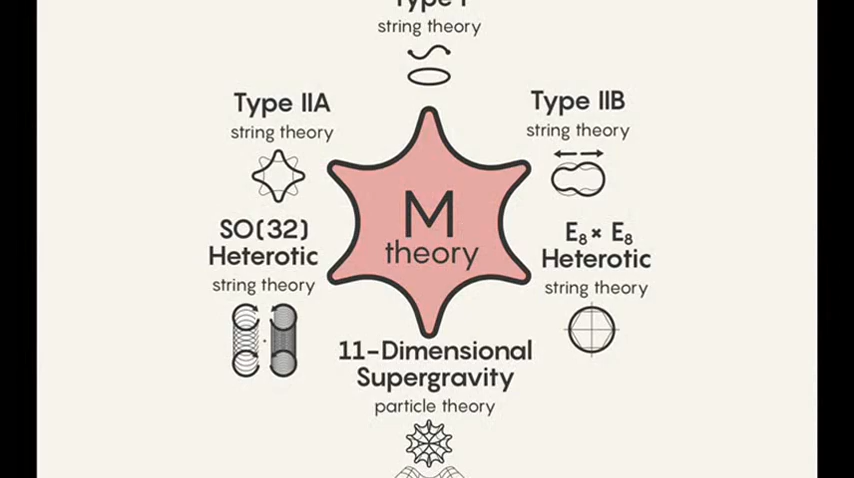 Type I
string theory
Type IIA
string theory
Type IIB
string theory
M
theory
SO(32)
Heterotic
string theory
E₈ × E₈
Heterotic
string theory
11-Dimensional
Supergravity
particle theory